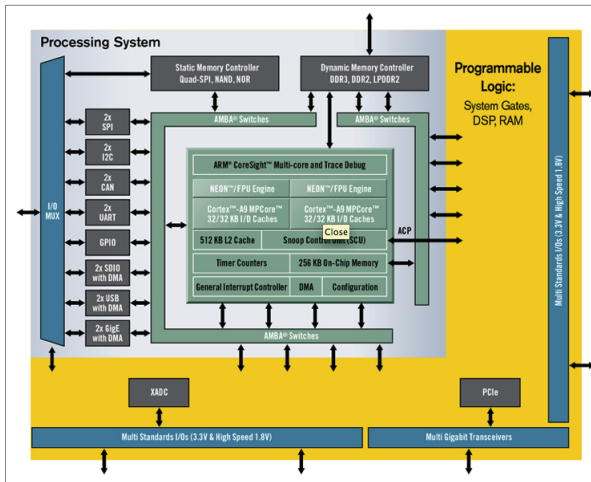 Processing System
Static Memory Controller
Quad-SPI, NAND, NOR
Dynamic Memory Controller
DDR3, DDR2, LPDDR2
Programmable
Logic:
System Gates,
DSP, RAM
AMBA® Switches
AMBA® Switches
2x
SPI
2x
I2C
2x
CAN
2x
UART
GPIO
2x SDIO
with DMA
2x USB
with DMA
2x GigE
with DMA
I/O
MUX
ARM® CoreSight™ Multi-core and Trace Debug
NEON™/FPU Engine
NEON™/FPU Engine
Cortex™-A9 MPCore™
32/32 KB I/D Caches
Cortex™-A9 MPCore™
32/32 KB I/D Caches
Close
512 KB L2 Cache
Snoop Control Unit (SCU)
ACP
Timer Counters
256 KB On-Chip Memory
General Interrupt Controller
DMA
Configuration
AMBA® Switches
Multi Standards I/Os (3.3V & High Speed 1.8V)
XADC
PCIe
Multi Standards I/Os (3.3V & High Speed 1.8V)
Multi Gigabit Transceivers